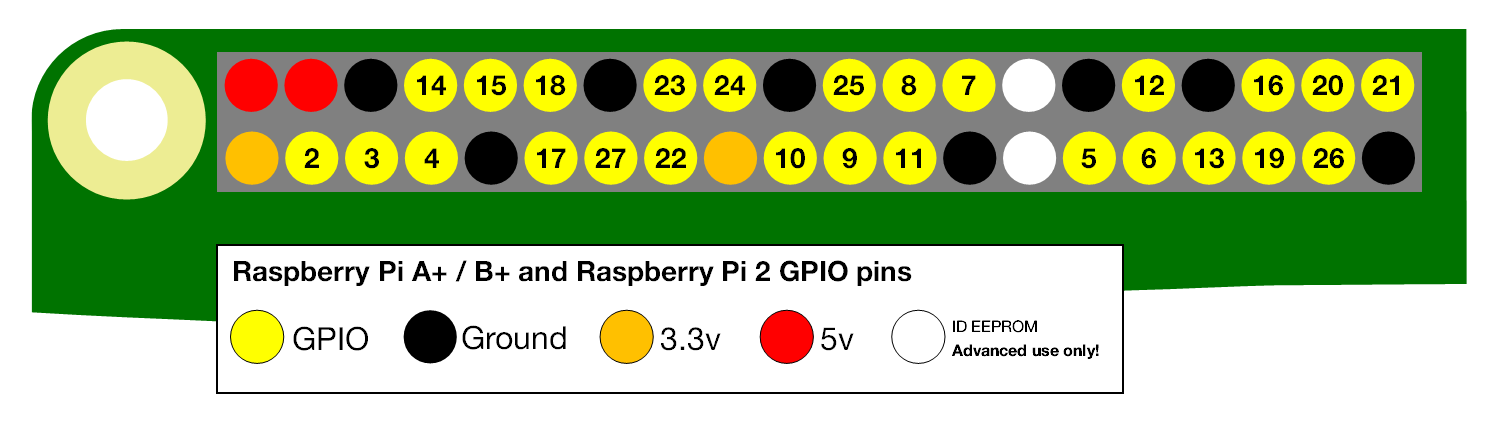 14 15 18 23 24 25 8 7 12 16 20 21
2 3 4 17 27 22 10 9 11 5 6 13 19 26
Raspberry Pi A+ / B+ and Raspberry Pi 2 GPIO pins
GPIO Ground 3.3v 5v ID EEPROM
Advanced use only!